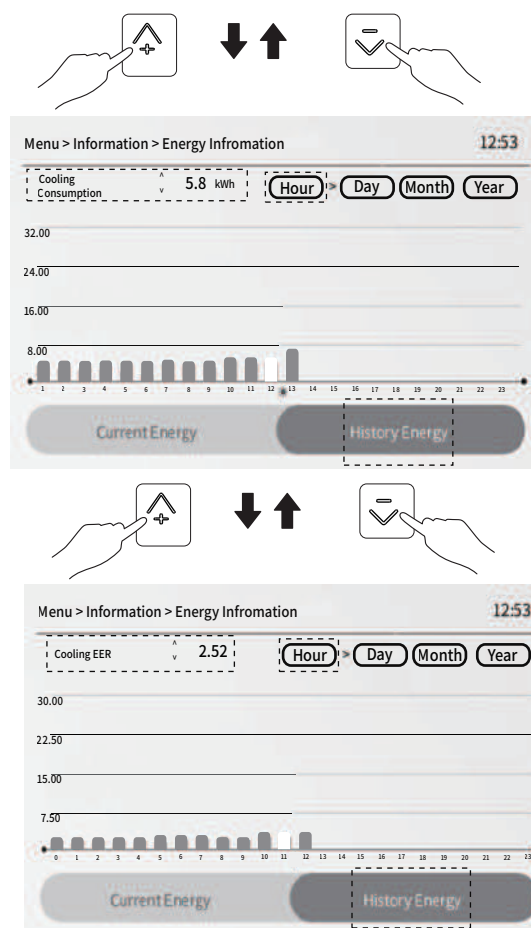 Menu > Information > Energy Infromation 12:53
Cooling
Consumption 5.8 kWh Hour > Day Month Year
32.00
24.00
16.00
8.00
1 2 3 4 5 6 7 8 9 10 11 12 13 14 15 16 17 18 19 20 21 22 23
Current Energy History Energy
Menu > Information > Energy Infromation 12:53
Cooling EER 2.52 Hour > Day Month Year
30.00
22.50
15.00
7.50
0 1 2 3 4 5 6 7 8 9 10 11 12 13 14 15 16 17 18 19 20 21 22 23
Current Energy History Energy